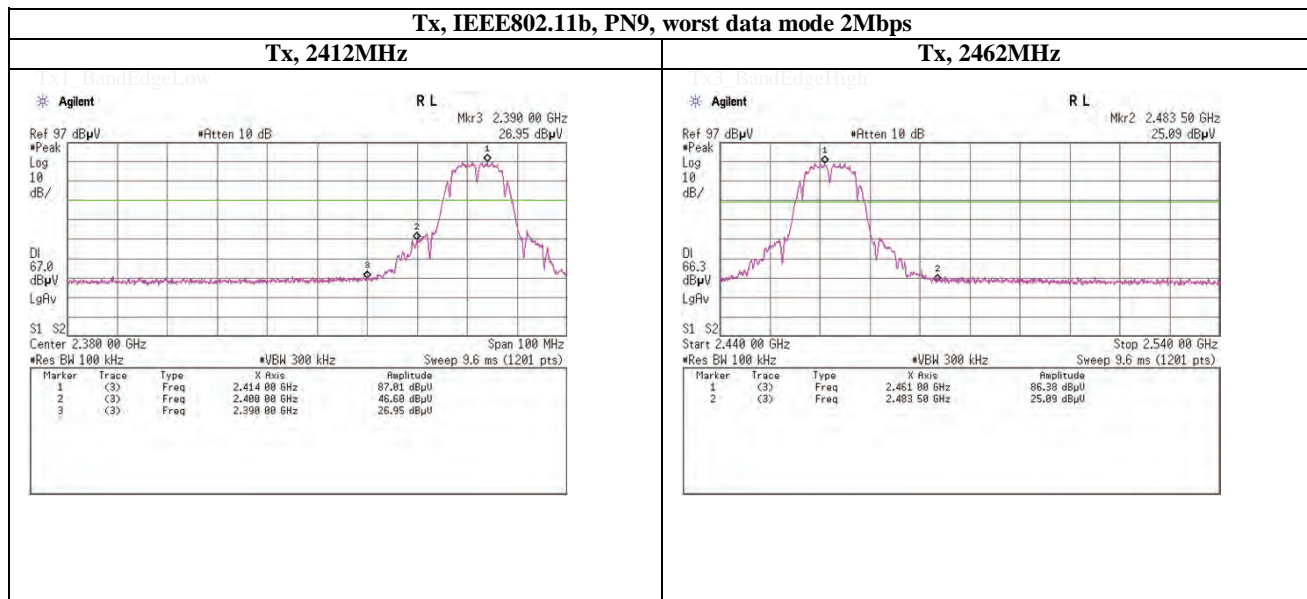 Tx, IEEE802.11b, PN9, worst data mode 2Mbps
Tx, 2412MHz
Tx, 2462MHz
Tx1_BandEdgeLow
Agilent
R L
Mkr3 2.390 00 GHz
Ref 97 dBµV
#Atten 10 dB
26.95 dBµV
#Peak
Log
10
dB/
1
2
3
DI
67.0
dBµV
LgAv
S1 S2
Center 2.380 00 GHz
Span 100 MHz
#Res BW 100 kHz
#VBW 300 kHz
Sweep 9.6 ms (1201 pts)
Marker Trace Type X Axis Amplitude
1 (3) Freq 2.414 00 GHz 87.01 dBµV
2 (3) Freq 2.400 00 GHz 46.60 dBµV
3 (3) Freq 2.390 00 GHz 26.95 dBµV
Tx3_BandEdgeHigh
Agilent
R L
Mkr2 2.483 50 GHz
Ref 97 dBµV
#Atten 10 dB
25.09 dBµV
#Peak
Log
10
dB/
1
2
DI
66.3
dBµV
LgAv
S1 S2
Start 2.440 00 GHz
Stop 2.540 00 GHz
#Res BW 100 kHz
#VBW 300 kHz
Sweep 9.6 ms (1201 pts)
Marker Trace Type X Axis Amplitude
1 (3) Freq 2.461 00 GHz 86.38 dBµV
2 (3) Freq 2.483 50 GHz 25.09 dBµV